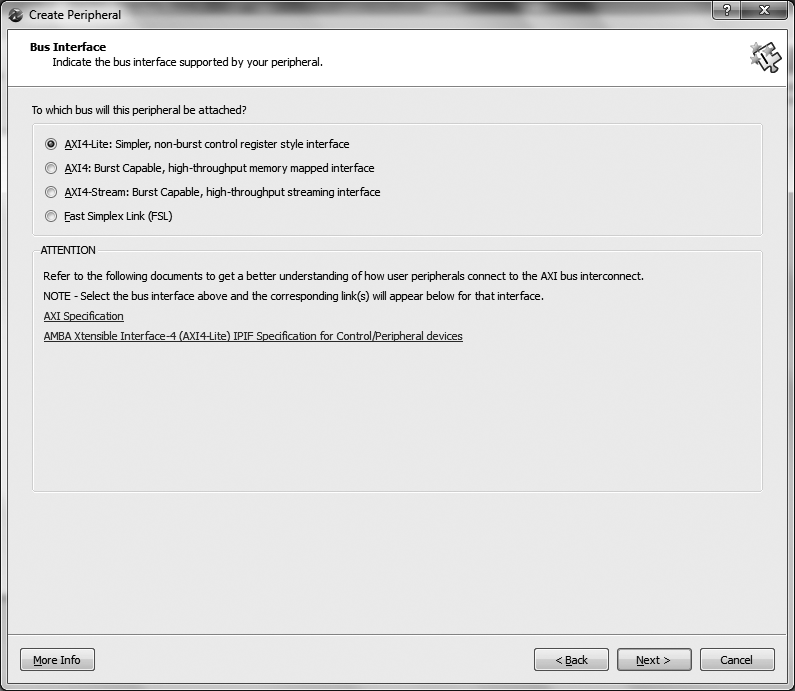 Create Peripheral
?
X
Bus Interface
Indicate the bus interface supported by your peripheral.
To which bus will this peripheral be attached?
AXI4-Lite: Simpler, non-burst control register style interface
AXI4: Burst Capable, high-throughput memory mapped interface
AXI4-Stream: Burst Capable, high-throughput streaming interface
Fast Simplex Link (FSL)
ATTENTION
Refer to the following documents to get a better understanding of how user peripherals connect to the AXI bus interconnect.
NOTE - Select the bus interface above and the corresponding link(s) will appear below for that interface.
AXI Specification
AMBA Xtensible Interface-4 (AXI4-Lite) IPIF Specification for Control/Peripheral devices
More Info
< Back
Next >
Cancel